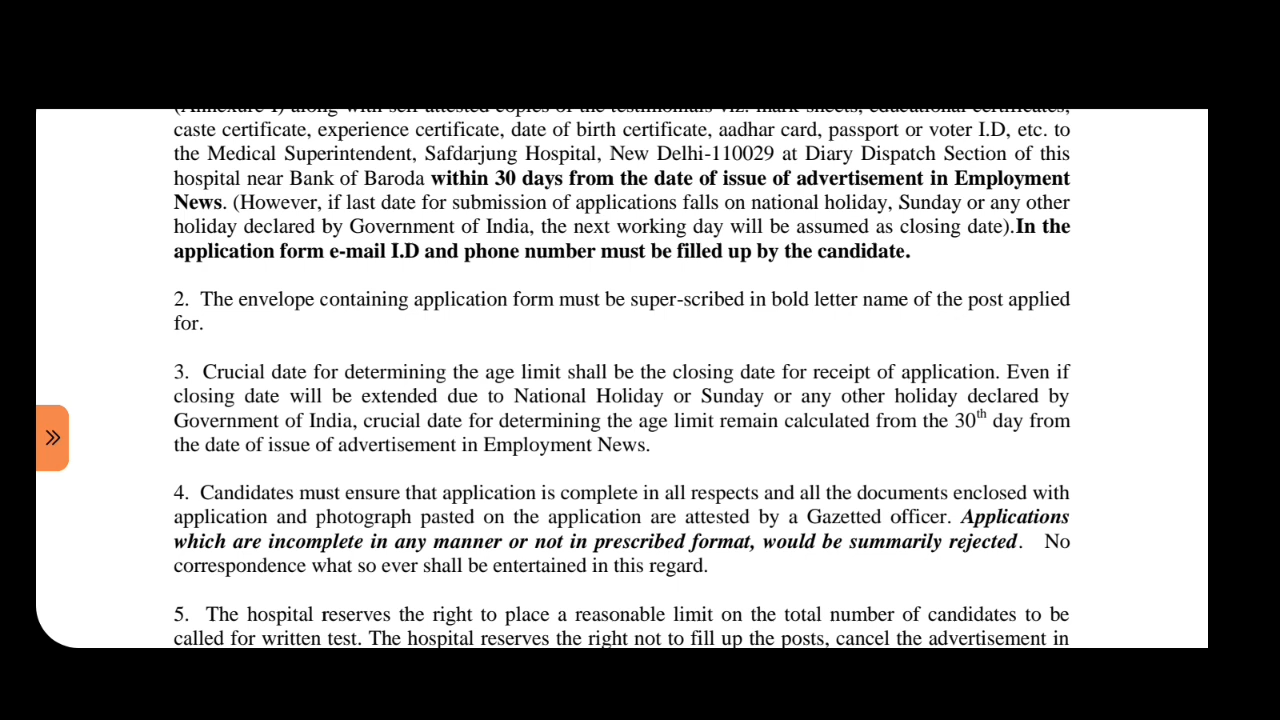 (Annexure-I) along with self attested copies of the testimonials viz. mark sheets, educational certificates,
caste certificate, experience certificate, date of birth certificate, aadhar card, passport or voter I.D, etc. to
the Medical Superintendent, Safdarjung Hospital, New Delhi-110029 at Diary Dispatch Section of this
hospital near Bank of Baroda within 30 days from the date of issue of advertisement in Employment
News. (However, if last date for submission of applications falls on national holiday, Sunday or any other
holiday declared by Government of India, the next working day will be assumed as closing date).In the
application form e-mail I.D and phone number must be filled up by the candidate.
2. The envelope containing application form must be super-scribed in bold letter name of the post applied
for.
3. Crucial date for determining the age limit shall be the closing date for receipt of application. Even if
closing date will be extended due to National Holiday or Sunday or any other holiday declared by
Government of India, crucial date for determining the age limit remain calculated from the 30th day from
the date of issue of advertisement in Employment News.
4. Candidates must ensure that application is complete in all respects and all the documents enclosed with
application and photograph pasted on the application are attested by a Gazetted officer. Applications
which are incomplete in any manner or not in prescribed format, would be summarily rejected. No
correspondence what so ever shall be entertained in this regard.
5. The hospital reserves the right to place a reasonable limit on the total number of candidates to be
called for written test. The hospital reserves the right not to fill up the posts, cancel the advertisement in